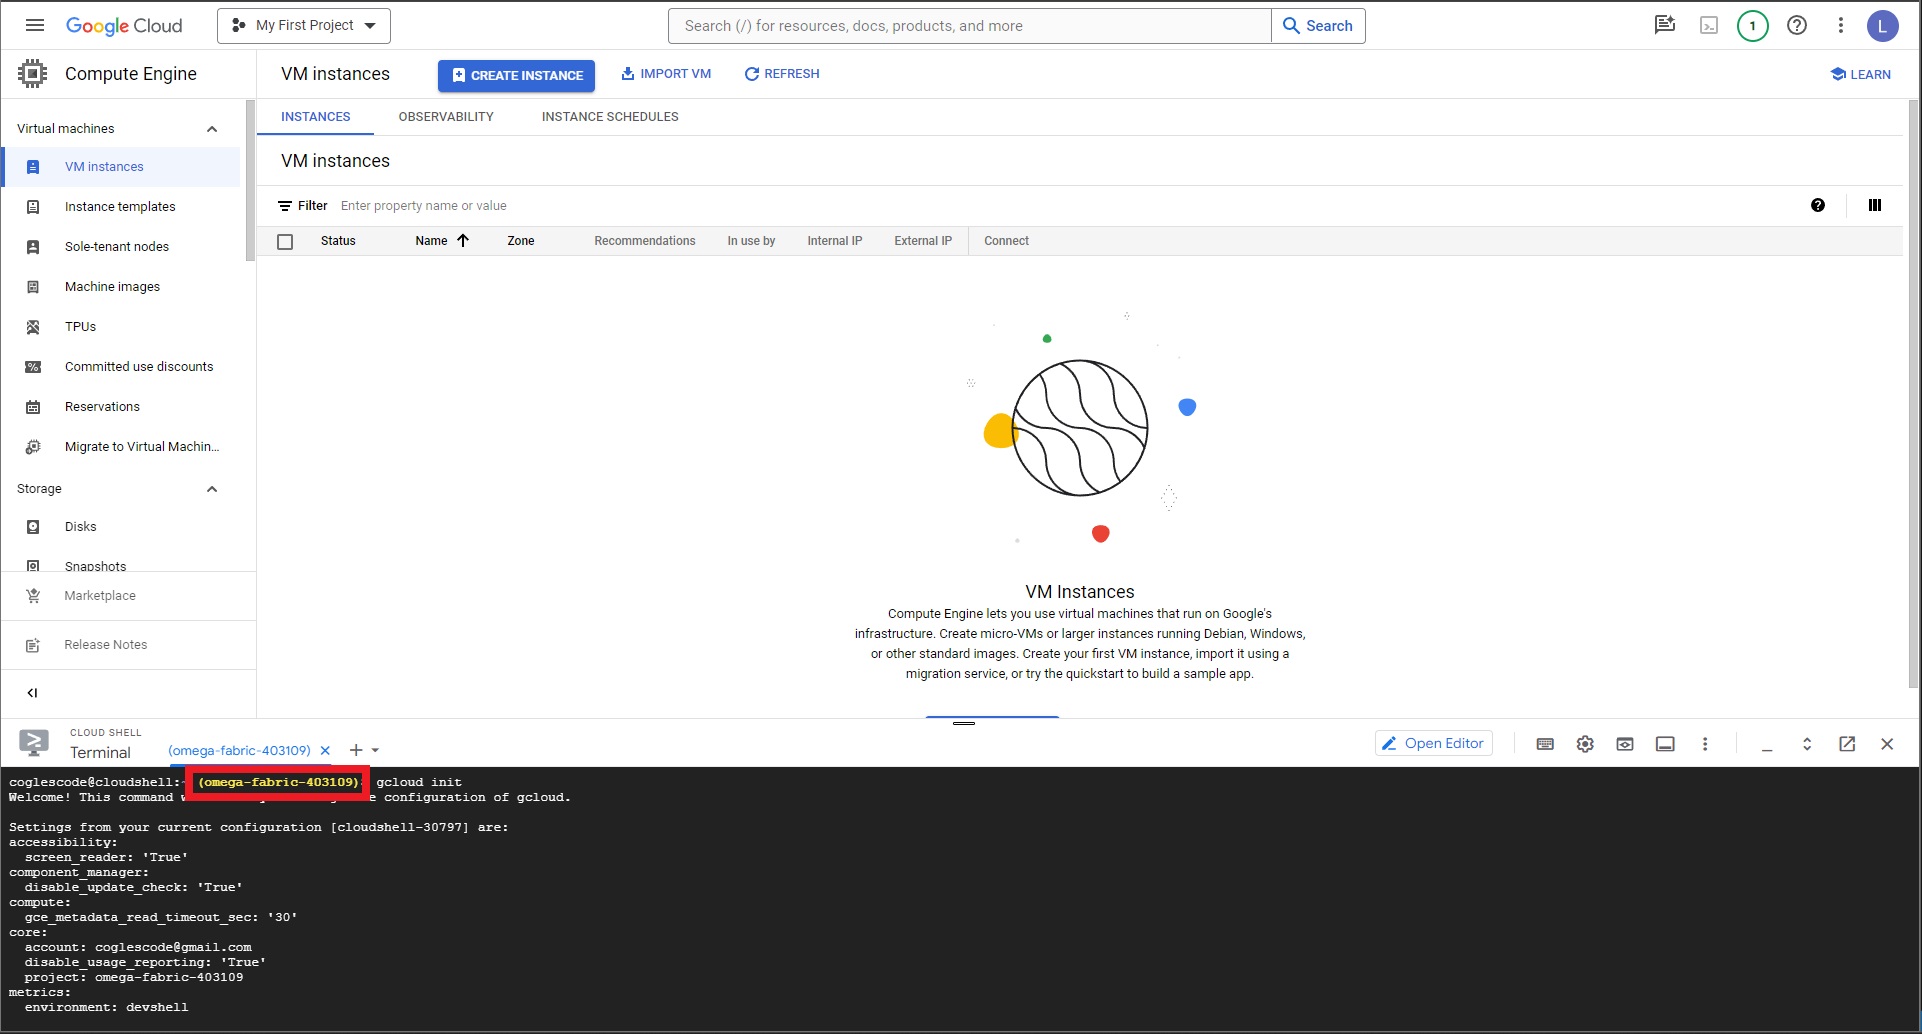 Google Cloud
My First Project
Search (/) for resources, docs, products, and more
Search
1
L
Compute Engine
VM instances
CREATE INSTANCE
IMPORT VM
REFRESH
LEARN
Virtual machines
VM instances
Instance templates
Sole-tenant nodes
Machine images
TPUs
Committed use discounts
Reservations
Migrate to Virtual Machin...
Storage
Disks
Snapshots
Marketplace
Release Notes
INSTANCES
OBSERVABILITY
INSTANCE SCHEDULES
VM instances
Filter Enter property name or value
Status Name Zone Recommendations In use by Internal IP External IP Connect
VM Instances
Compute Engine lets you use virtual machines that run on Google's
infrastructure. Create micro-VMs or larger instances running Debian, Windows,
or other standard images. Create your first VM instance, import it using a
migration service, or try the quickstart to build a sample app.
CLOUD SHELL
Terminal
(omega-fabric-403109)
Open Editor
coglescode@cloudshell: (omega-fabric-403109) gcloud init
Welcome! This command configuration of gcloud.
Settings from your current configuration [cloudshell-30797] are:
accessibility:
screen_reader: 'True'
component_manager:
disable_update_check: 'True'
compute:
gce_metadata_read_timeout_sec: '30'
core:
account: coglescode@gmail.com
disable_usage_reporting: 'True'
project: omega-fabric-403109
metrics:
environment: devshell